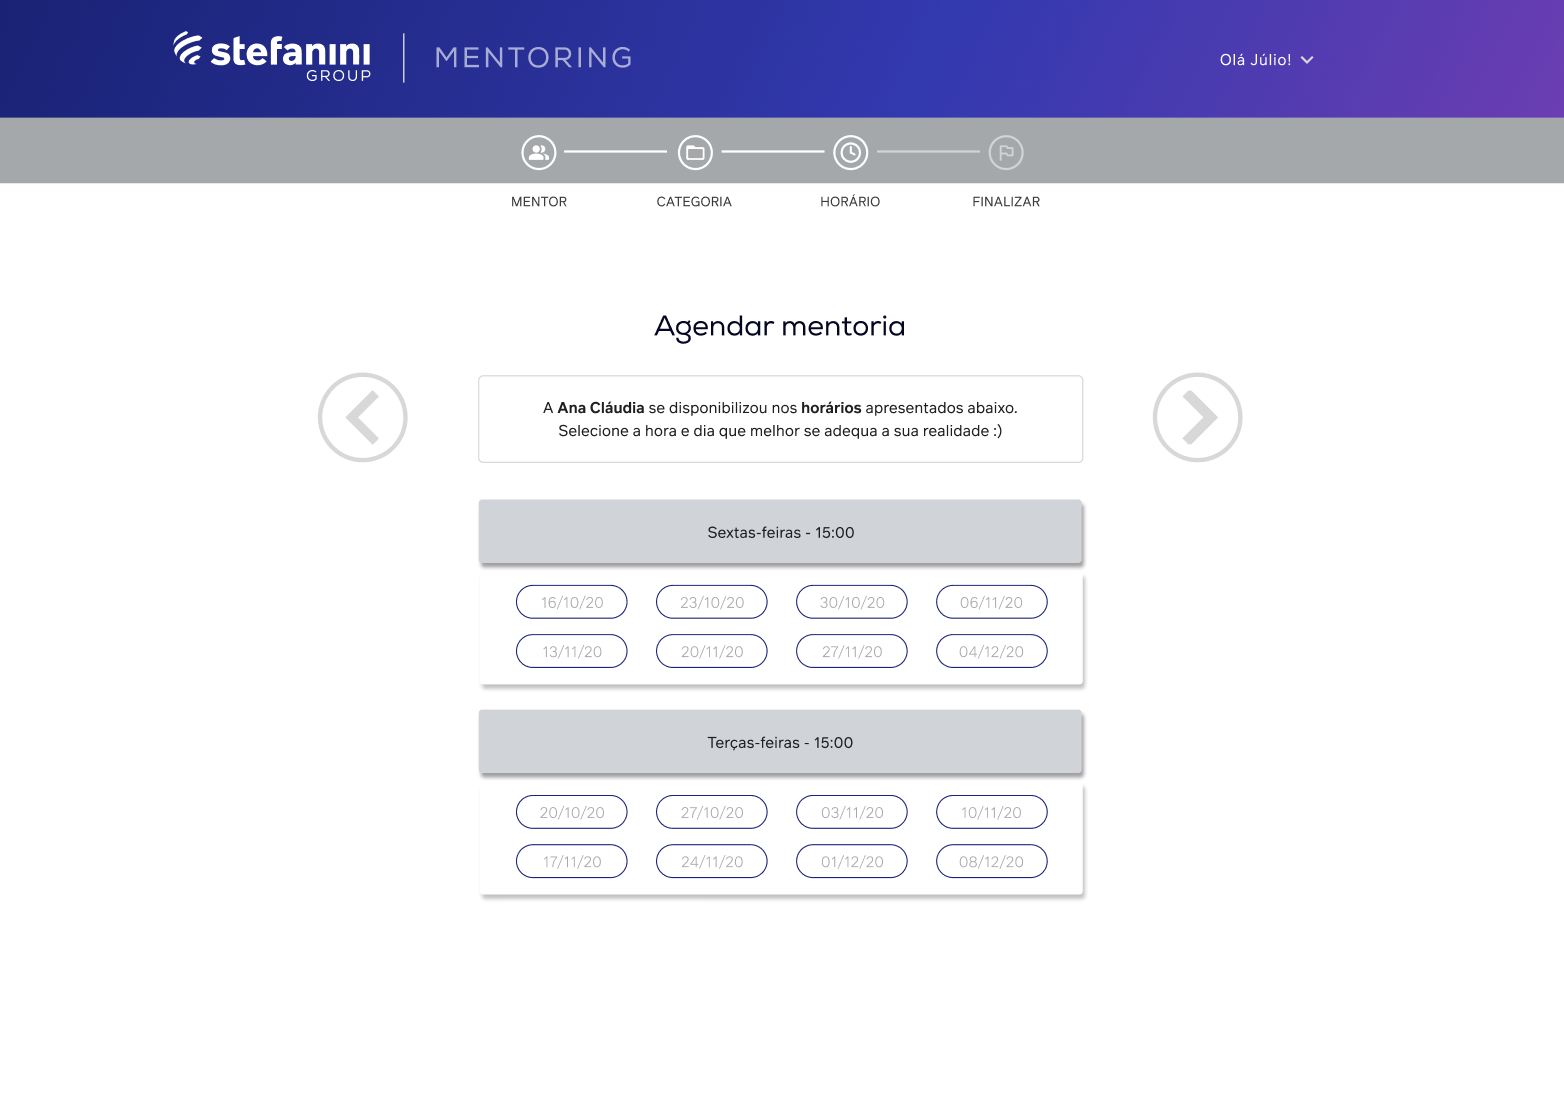 stefanini
GROUP
MENTORING
Olá Júlio!
MENTOR
CATEGORIA
HORÁRIO
FINALIZAR
Agendar mentoria
A Ana Cláudia se disponibilizou nos horários apresentados abaixo.
Selecione a hora e dia que melhor se adequa a sua realidade :)
Sextas-feiras - 15:00
16/10/20
23/10/20
30/10/20
06/11/20
13/11/20
20/11/20
27/11/20
04/12/20
Terças-feiras - 15:00
20/10/20
27/10/20
03/11/20
10/11/20
17/11/20
24/11/20
01/12/20
08/12/20